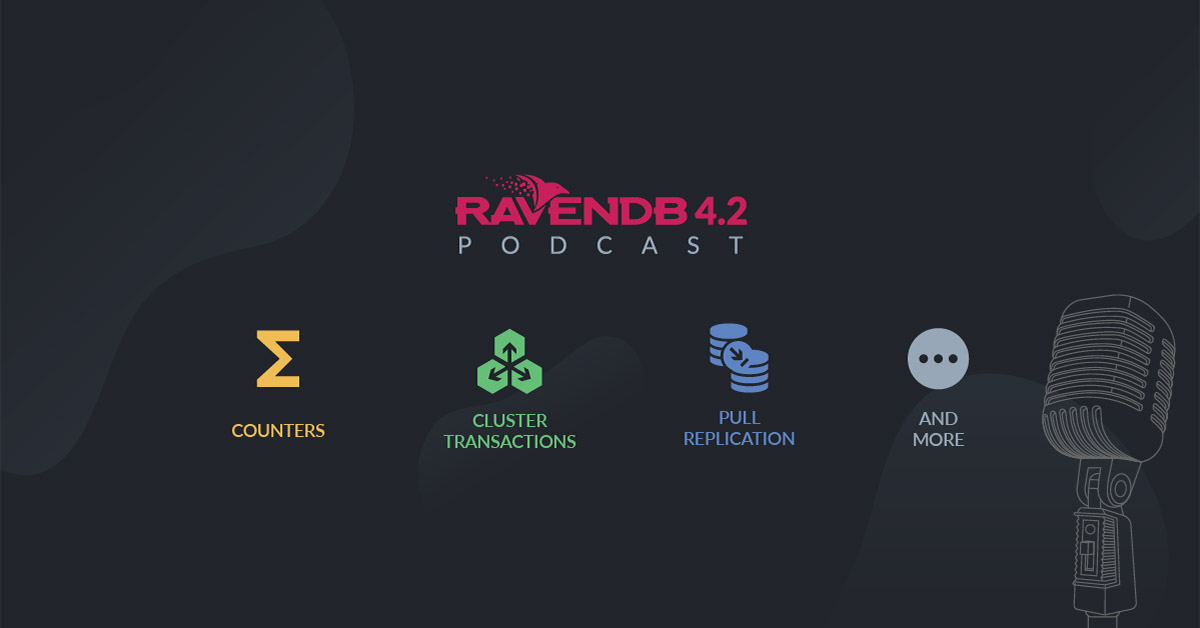 RAVENDB 4.2
PODCAST
COUNTERS
CLUSTER
TRANSACTIONS
PULL
REPLICATION
AND
MORE